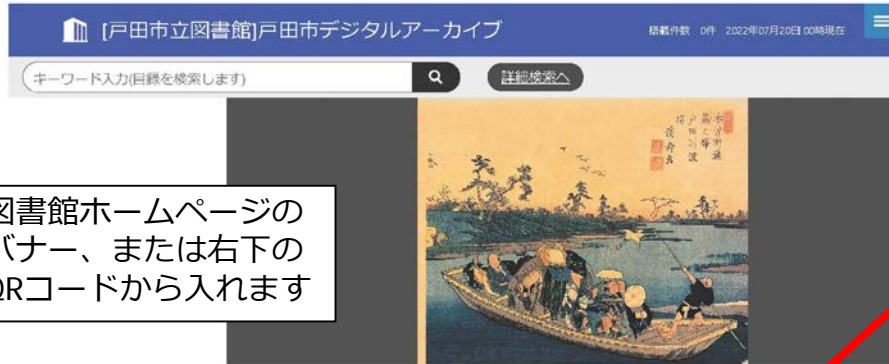 [戸田市立図書館]戸田市デジタルアーカイブ
搭載件数 0件 2022年07月20日 00時現在
キーワード入力(目録を検索します)
詳細検索へ
図書館ホームページの
バナー、または右下の
QRコードから入れます